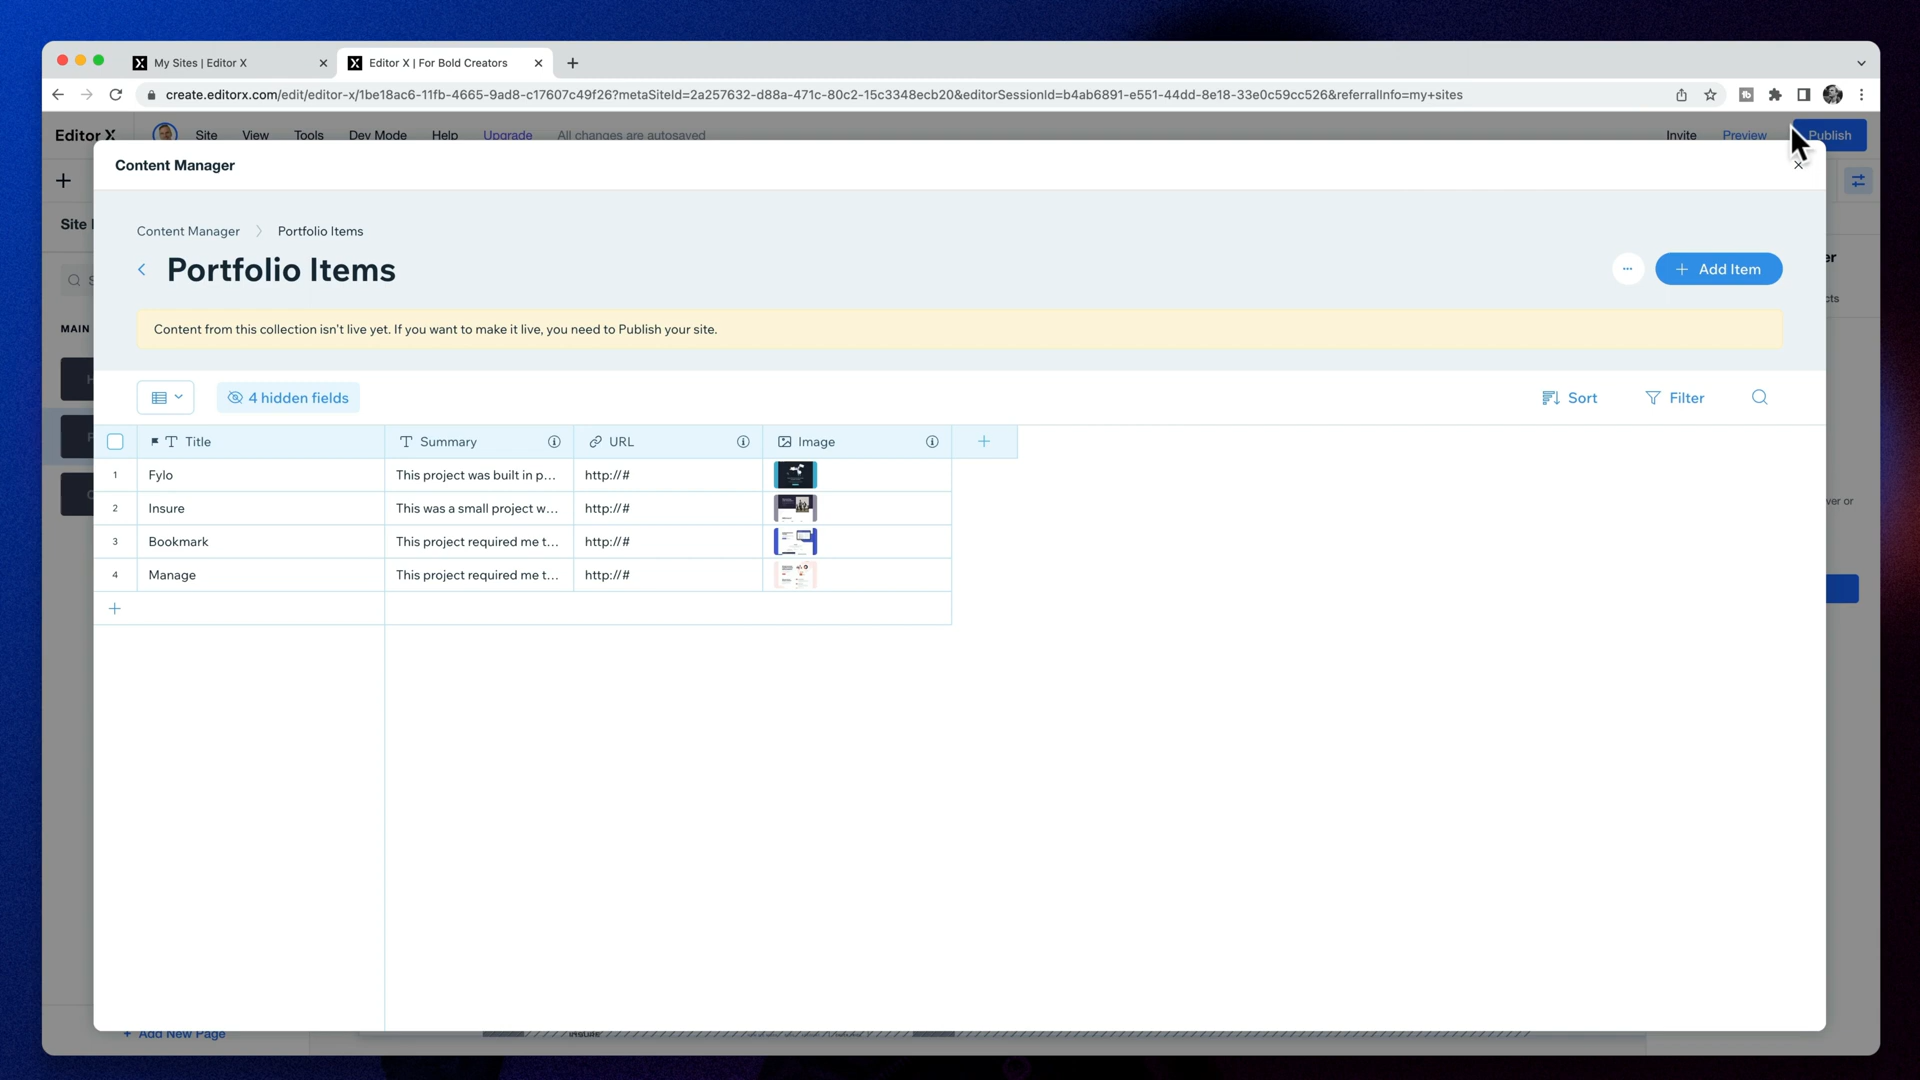 My Sites | Editor X
Editor X | For Bold Creators
create.editorx.com/edit/editor-x/1be18ac6-11fb-4665-9ad8-c17607c49f26?metaSiteId=2a257632-d88a-471c-80c2-15c3348ecb20&editorSessionId=b4ab6891-e551-44dd-8e18-33e0c59cc526&referralInfo=my+sites
Editor X Site View Tools Dev Mode Help Upgrade All changes are autosaved Invite Preview Publish
Content Manager
Site
Content Manager Portfolio Items
Portfolio Items
Add Item
MAIN
Content from this collection isn't live yet. If you want to make it live, you need to Publish your site.
4 hidden fields Sort Filter
Title Summary URL Image
1 Fylo This project was built in p... http://#
2 Insure This was a small project w... http://#
3 Bookmark This project required me t... http://#
4 Manage This project required me t... http://#
+ Add New Page